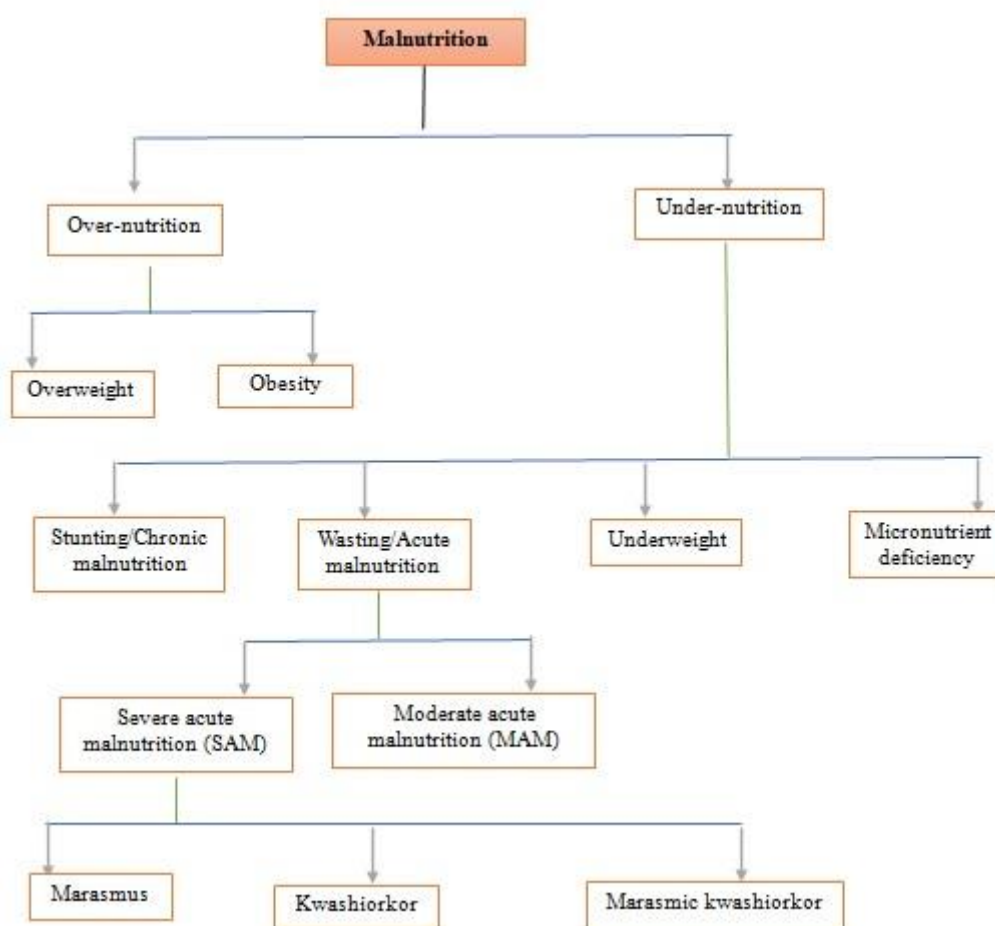 Malnutrition
Over-nutrition
Under-nutrition
Overweight
Obesity
Stunting/Chronic
malnutrition
Wasting/Acute
malnutrition
Underweight
Micronutrient
deficiency
Severe acute
malnutrition (SAM)
Moderate acute
malnutrition (MAM)
Marasmus
Kwashiorkor
Marasmic kwashiorkor